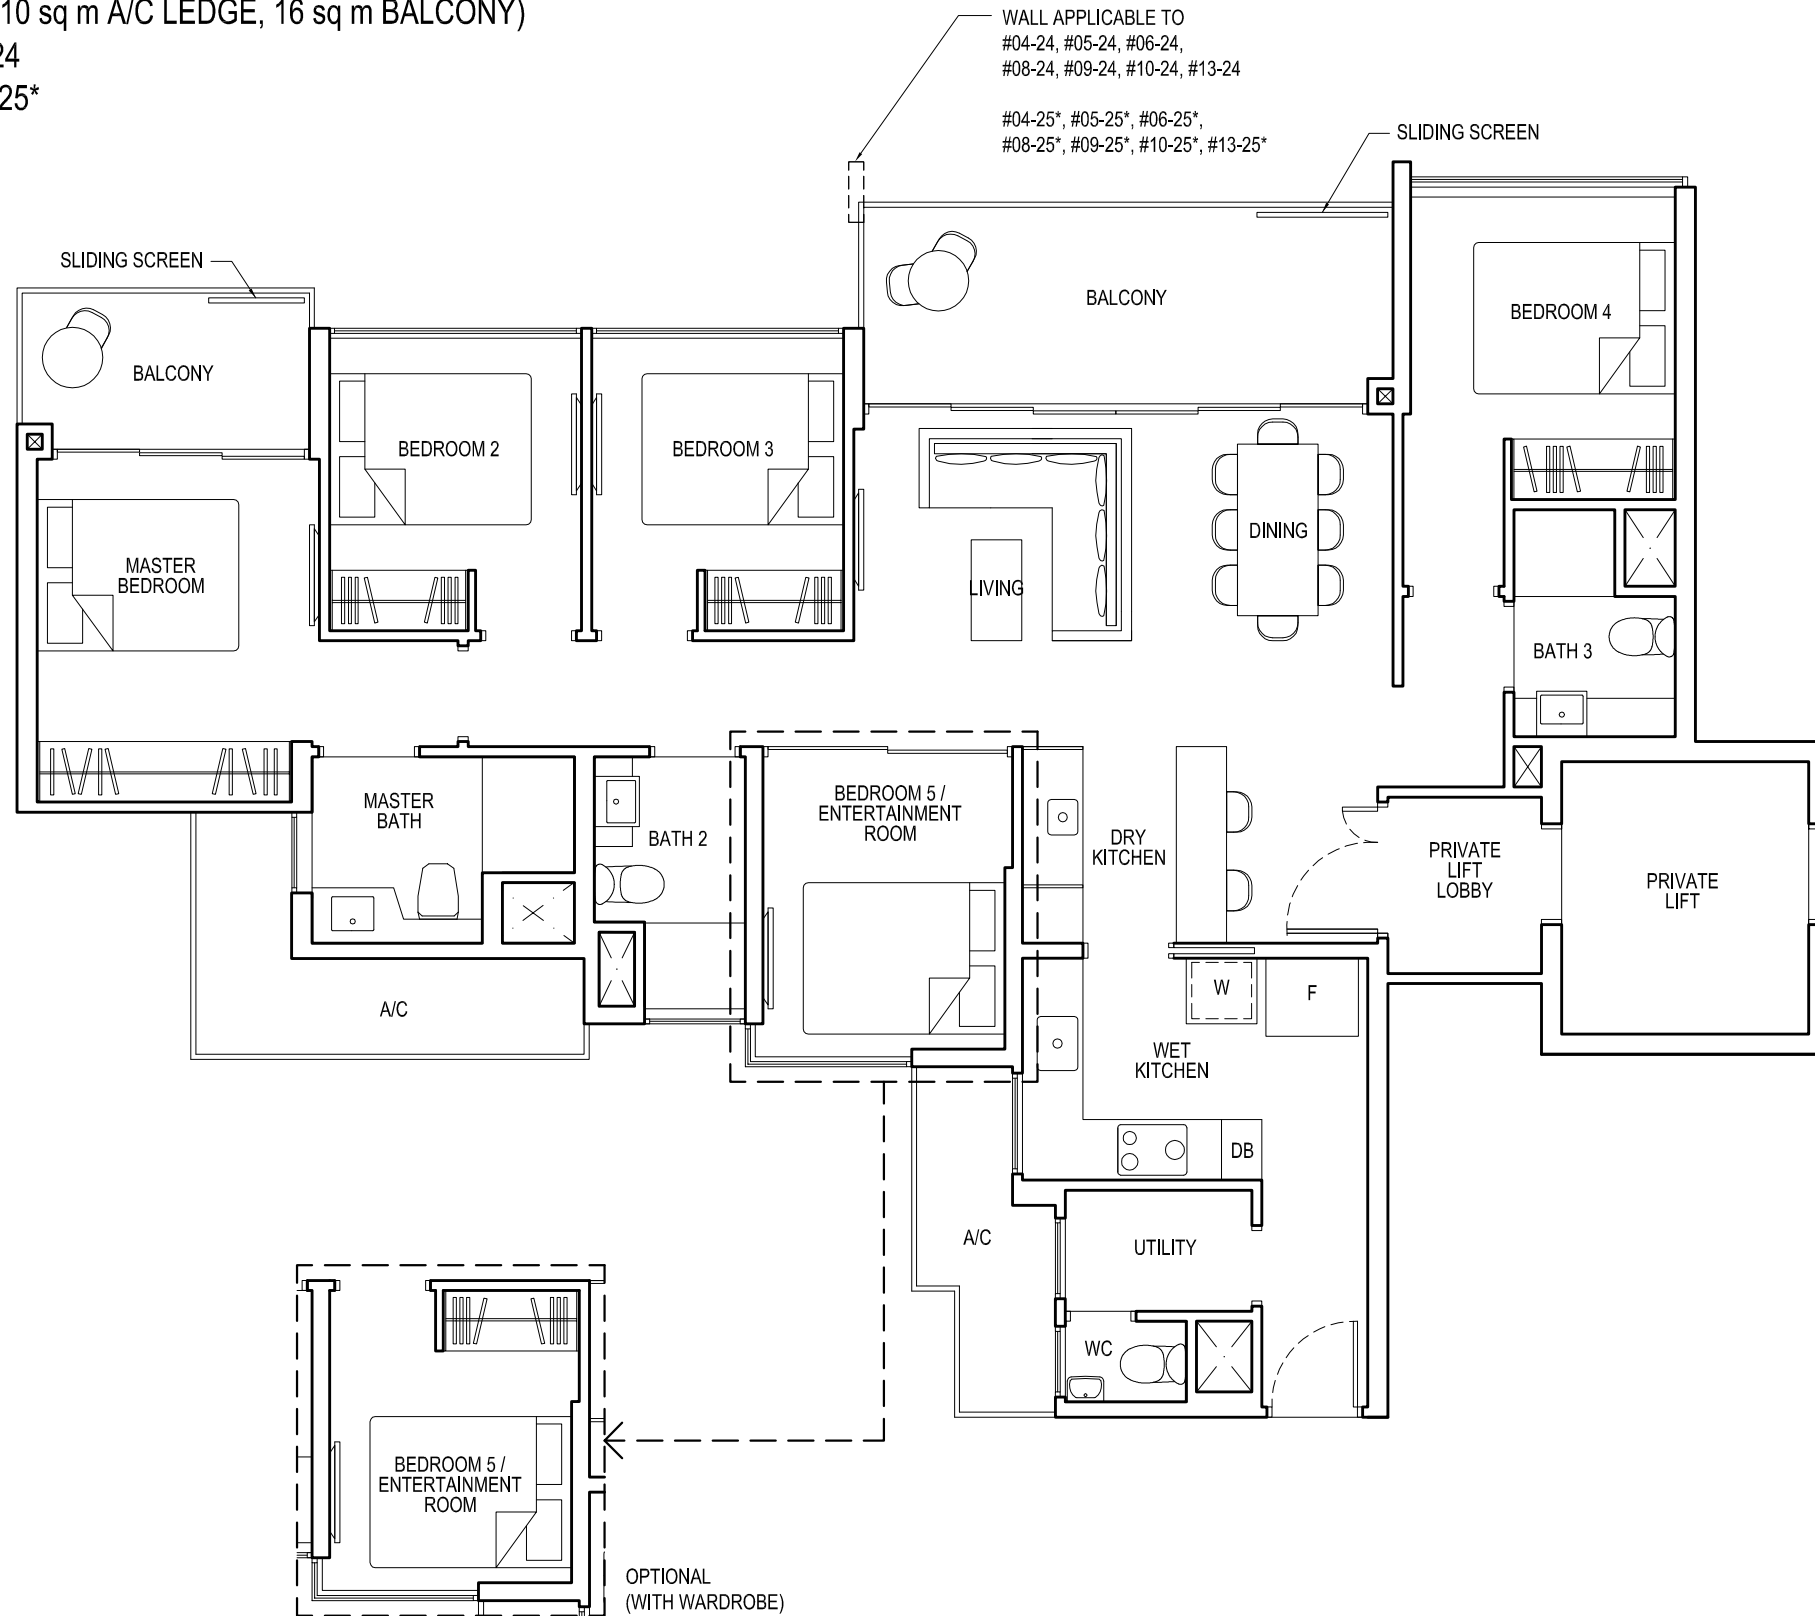 10 sq m A/C LEDGE, 16 sq m BALCONY)
24
25*
WALL APPLICABLE TO
#04-24, #05-24, #06-24,
#08-24, #09-24, #10-24, #13-24
#04-25*, #05-25*, #06-25*,
#08-25*, #09-25*, #10-25*, #13-25*
SLIDING SCREEN
SLIDING SCREEN
BALCONY
BEDROOM 4
BALCONY
BEDROOM 2
BEDROOM 3
DINING
MASTER
BEDROOM
LIVING
BATH 3
MASTER
BATH
BATH 2
BEDROOM 5 /
ENTERTAINMENT
ROOM
DRY
KITCHEN
PRIVATE
LIFT
LOBBY
PRIVATE
LIFT
A/C
W
F
WET
KITCHEN
DB
A/C
UTILITY
WC
BEDROOM 5 /
ENTERTAINMENT
ROOM
OPTIONAL
(WITH WARDROBE)